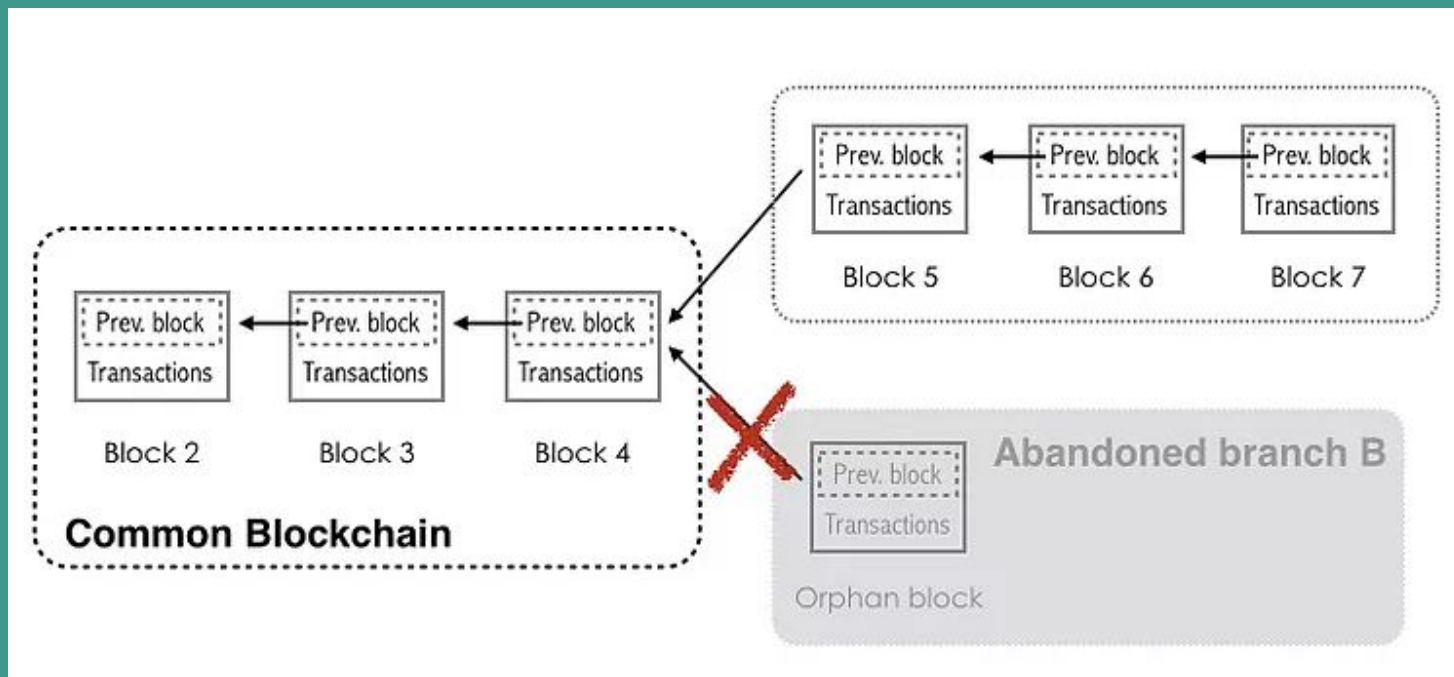 Prev. block
Transactions
Block 5
Prev. block
Transactions
Block 6
Prev. block
Transactions
Block 7
Prev. block
Transactions
Block 2
Prev. block
Transactions
Block 3
Prev. block
Transactions
Block 4
Common Blockchain
Abandoned branch B
Prev. block
Transactions
Orphan block